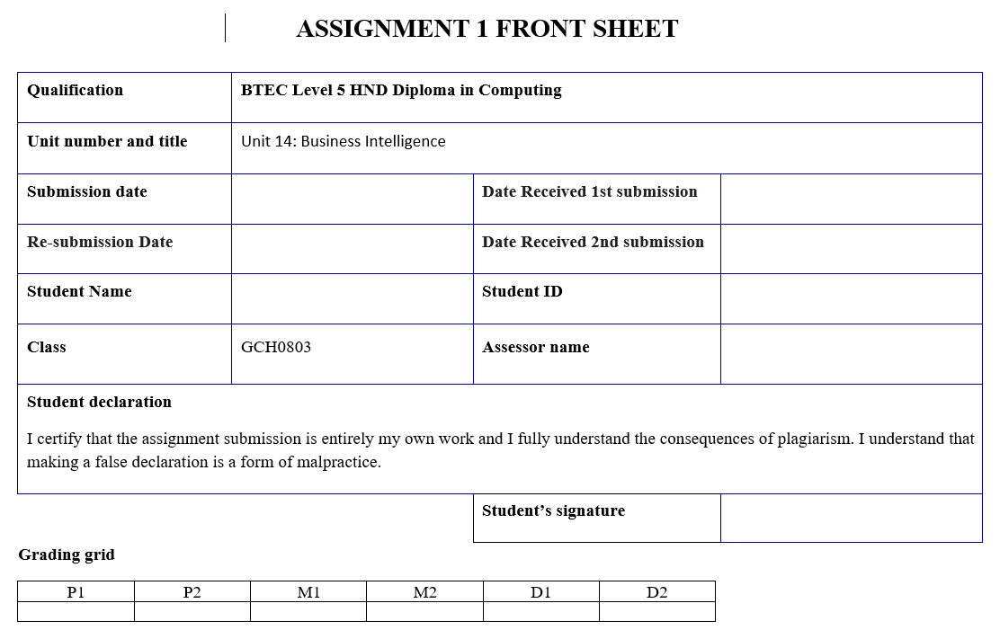 ASSIGNMENT 1 FRONT SHEET
Qualification BTEC Level 5 HND Diploma in Computing
Unit number and title Unit 14: Business Intelligence
Submission date Date Received 1st submission
Re-submission Date Date Received 2nd submission
Student Name Student ID
Class GCH0803 Assessor name
Student declaration
I certify that the assignment submission is entirely my own work and I fully understand the consequences of plagiarism. I understand that
making a false declaration is a form of malpractice.
Student’s signature
Grading grid
P1 P2 M1 M2 D1 D2